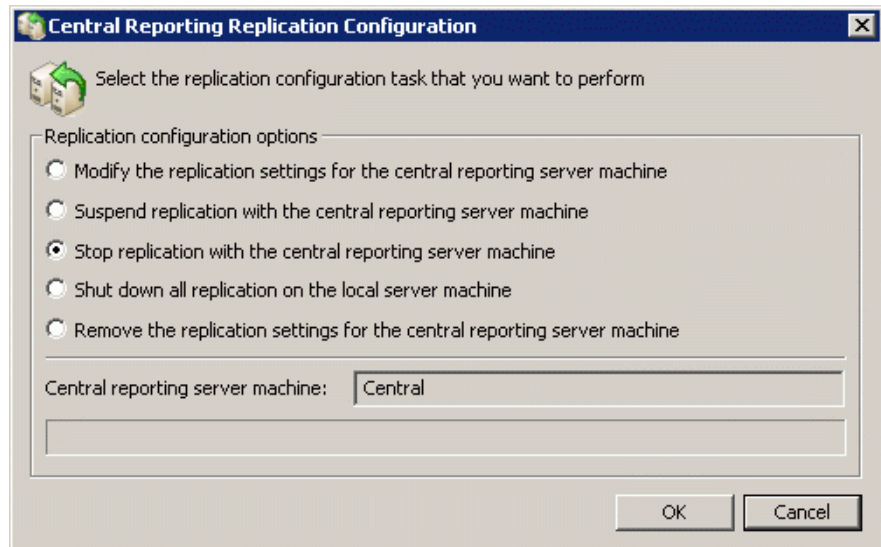 Central Reporting Replication Configuration
Select the replication configuration task that you want to perform
Replication configuration options
Modify the replication settings for the central reporting server machine
Suspend replication with the central reporting server machine
Stop replication with the central reporting server machine
Shut down all replication on the local server machine
Remove the replication settings for the central reporting server machine
Central reporting server machine: Central
OK Cancel